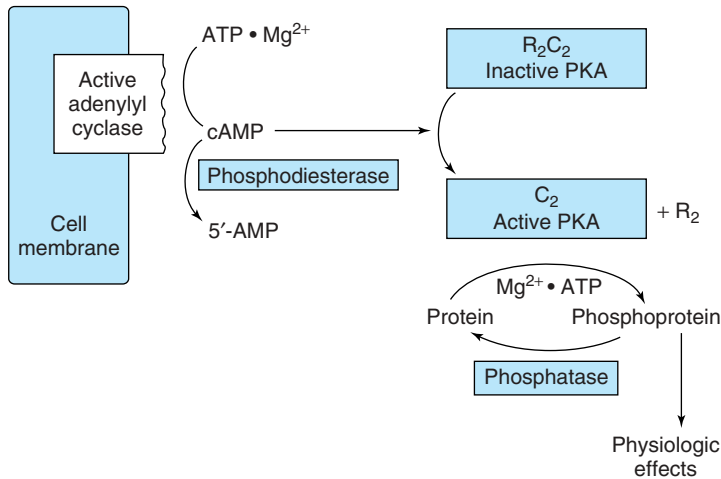 ATP • Mg²⁺
Active
adenylyl
cyclase
cAMP
Phosphodiesterase
5′-AMP
Cell
membrane
R₂C₂
Inactive PKA
C₂
Active PKA
+ R₂
Mg²⁺ • ATP
Protein
Phosphoprotein
Phosphatase
Physiologic
effects